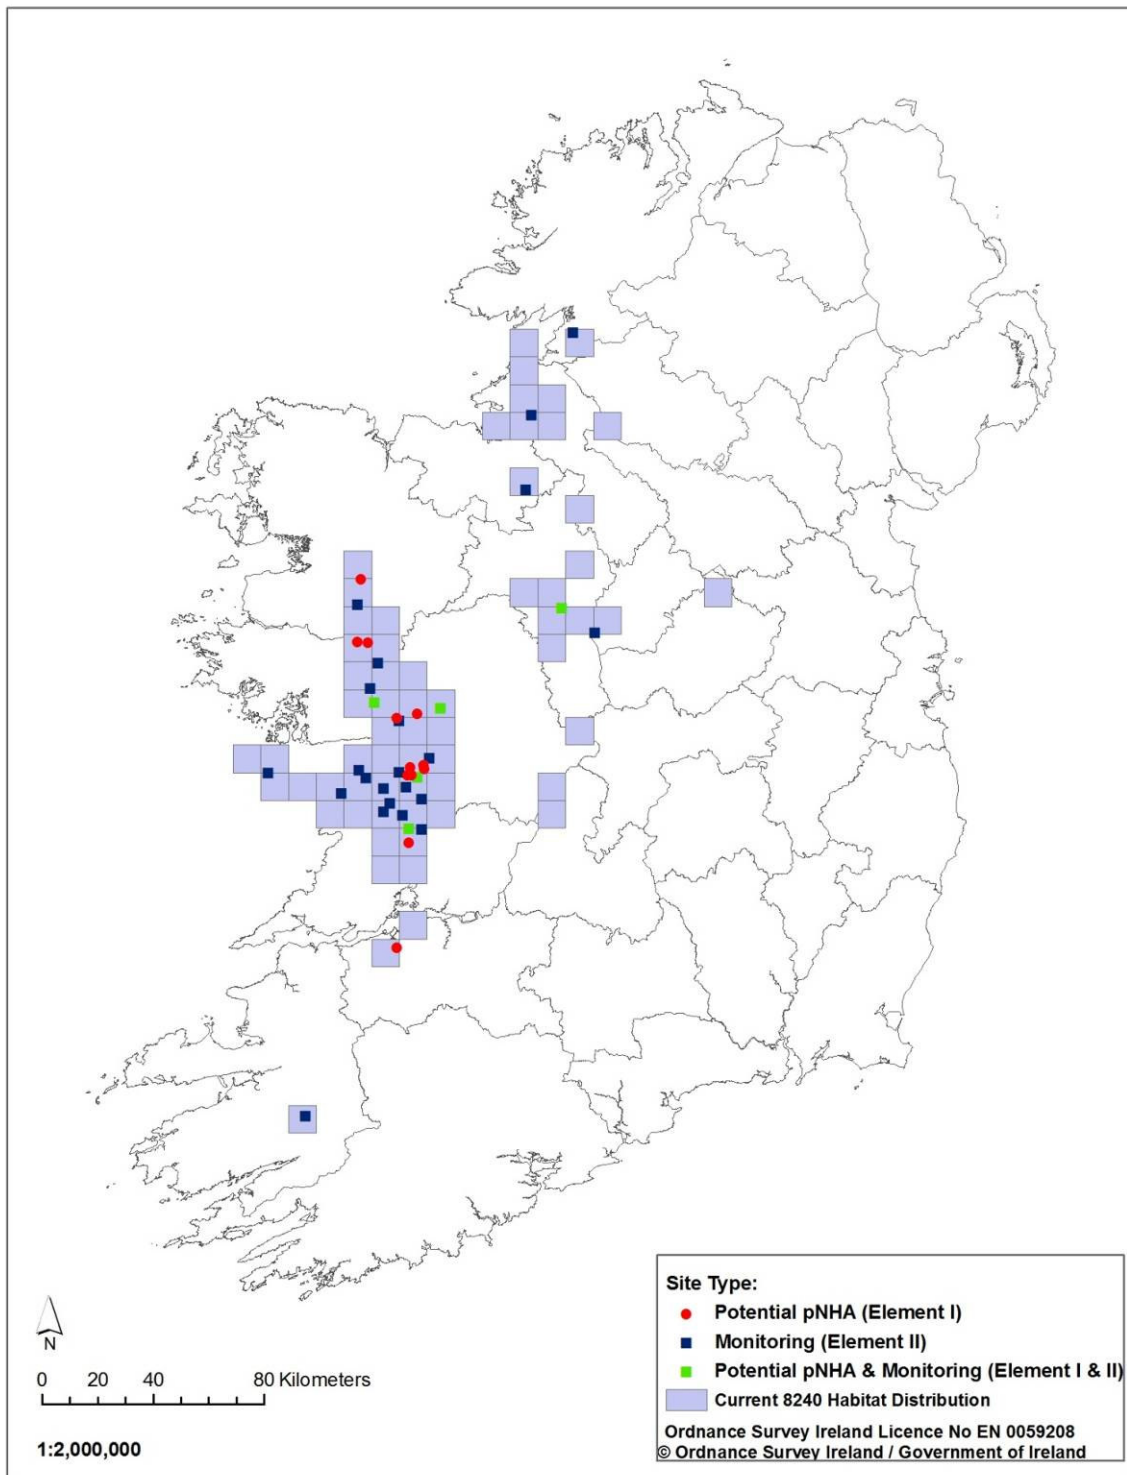 Site Type:
Potential pNHA (Element I)
Monitoring (Element II)
Potential pNHA & Monitoring (Element I & II)
Current 8240 Habitat Distribution
Ordnance Survey Ireland Licence No EN 0059208
© Ordnance Survey Ireland / Government of Ireland
N
0 20 40 80 Kilometers
1:2,000,000